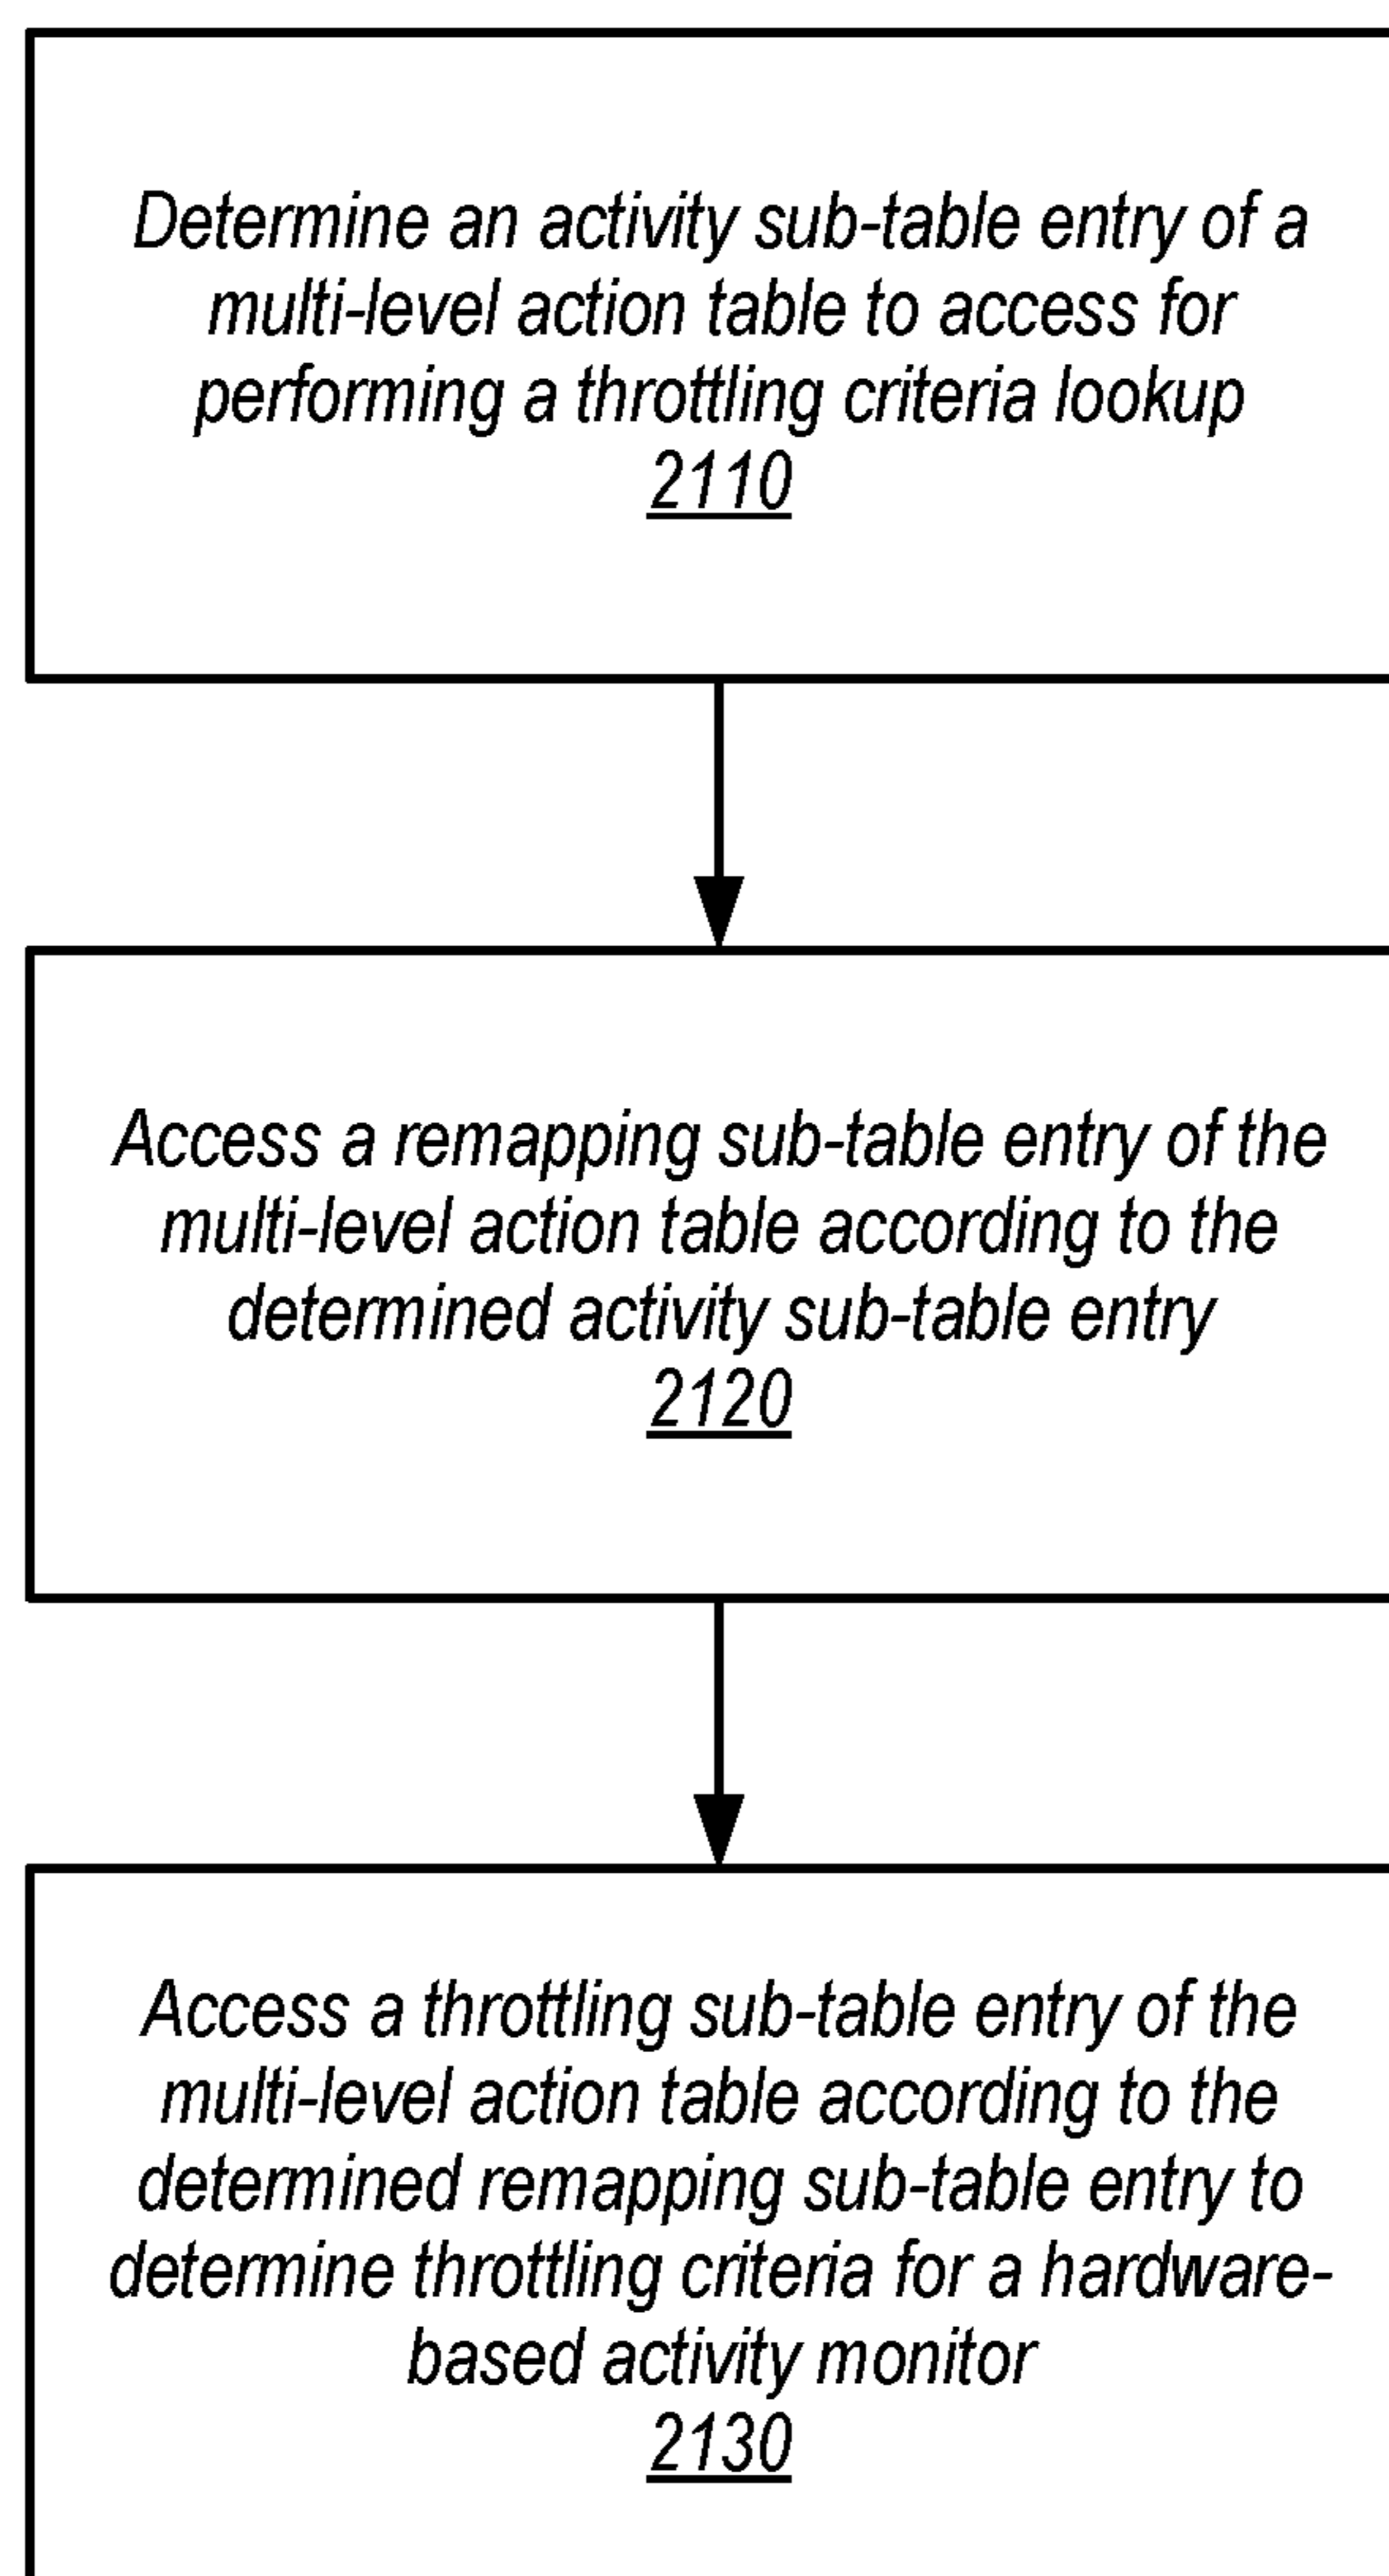 Determine an activity sub-table entry of a
multi-level action table to access for
performing a throttling criteria lookup
2110
Access a remapping sub-table entry of the
multi-level action table according to the
determined activity sub-table entry
2120
Access a throttling sub-table entry of the
multi-level action table according to the
determined remapping sub-table entry to
determine throttling criteria for a hardware-
based activity monitor
2130